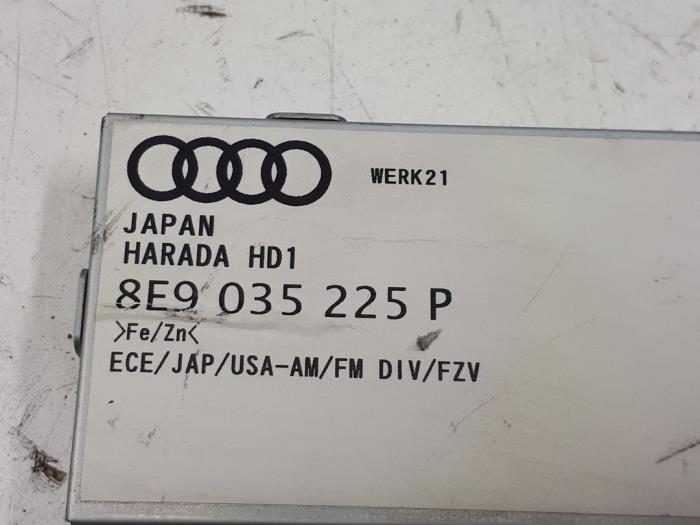 WERK21
JAPAN
HARADA HD1
8E9 035 225 P
>Fe/Zn<
ECE/JAP/USA-AM/FM DIV/FZV